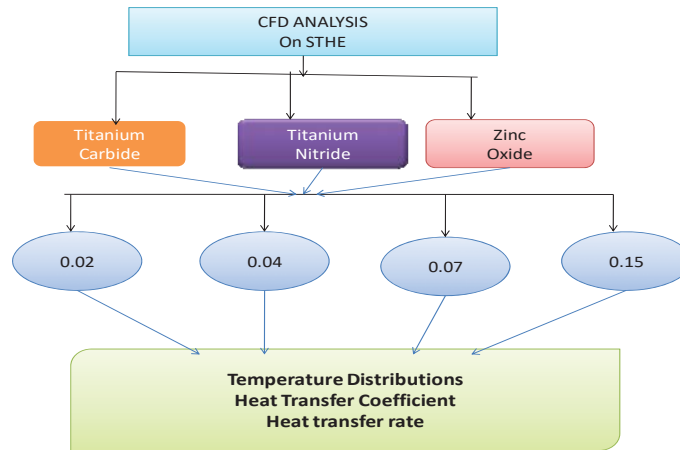 CFD ANALYSIS
On STHE
Titanium
Carbide
Titanium
Nitride
Zinc
Oxide
0.02
0.04
0.07
0.15
Temperature Distributions
Heat Transfer Coefficient
Heat transfer rate